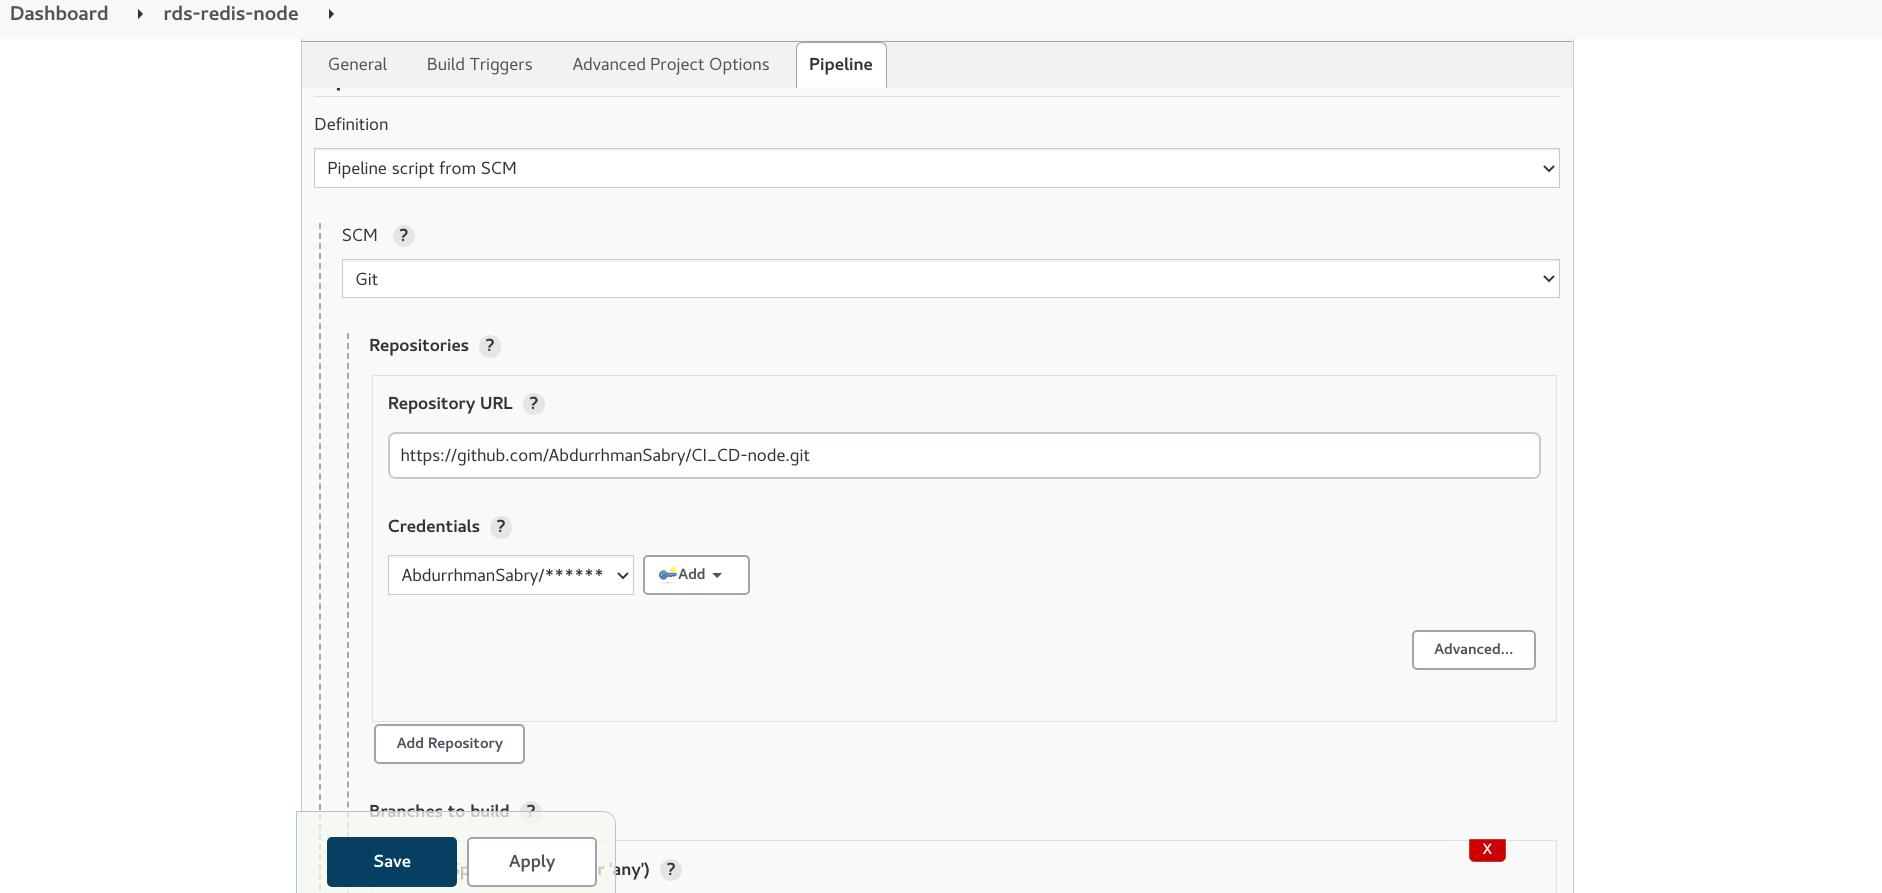 Dashboard rds-redis-node
General Build Triggers Advanced Project Options Pipeline
Definition
Pipeline script from SCM
SCM ?
Git
Repositories ?
Repository URL ?
https://github.com/AbdurrhmanSabry/CI_CD-node.git
Credentials ?
AbdurrhmanSabry/****** Add
Advanced...
Add Repository
Branches to build ?
X
Save Apply 'any') ?